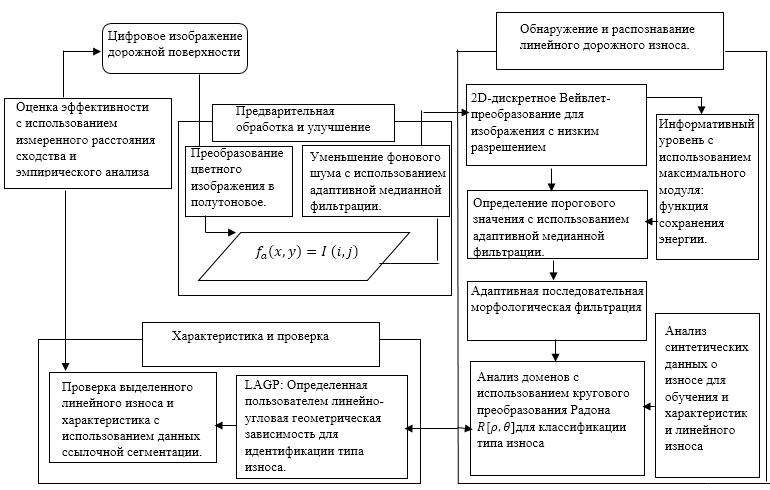 Цифровое изображение
дорожной поверхности
Оценка эффективности
с использованием
измеренного расстояния
сходства и
эмпирического анализа
Предварительная
обработка и улучшение
Преобразование
цветного
изображения в
полутоновое.
Уменьшение фонового
шума с использованием
адаптивной медианной
фильтрации.
fₐ(x, y) = I (i, j)
Обнаружение и распознавание
линейного дорожного износа.
2D-дискретное Вейвлет-
преобразование для
изображения с низким
разрешением
Информативный
уровень с
использованием
максимального
модуля:
функция
сохранения
энергии.
Определение порогового
значения с использованием
адаптивной медианной
фильтрации.
Адаптивная последовательная
морфологическая фильтрация
Анализ доменов с
использованием кругового
преобразования Радона
R[ρ, θ]для классификации
типа износа
Анализ
синтетических
данных о
износе для
обучения и
характеристик
и линейного
износа
Характеристика и проверка
Проверка выделенного
линейного износа и
характеристика с
использованием данных
ссылочной сегментации.
LAGP: Определенная
пользователем линейно-
угловая геометрическая
зависимость для
идентификации типа
износа.